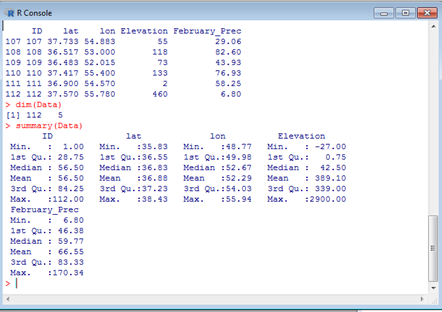 R Console
ID lat lon Elevation February_Prec
107 107 37.733 54.883 55 29.06
108 108 36.517 53.000 118 82.60
109 109 36.483 52.015 73 43.93
110 110 37.417 55.400 133 76.93
111 111 36.900 54.570 2 58.25
112 112 37.570 55.780 460 6.80
> dim(Data)
[1] 112 5
> summary(Data)
ID lat lon Elevation
Min. : 1.00 Min. :35.83 Min. :48.77 Min. : -27.00
1st Qu.: 28.75 1st Qu.:36.55 1st Qu.:49.98 1st Qu.: 0.75
Median : 56.50 Median :36.83 Median :52.67 Median : 42.50
Mean : 56.50 Mean :36.88 Mean :52.29 Mean : 389.10
3rd Qu.: 84.25 3rd Qu.:37.23 3rd Qu.:54.03 3rd Qu.: 339.00
Max. :112.00 Max. :38.43 Max. :55.94 Max. :2900.00
February_Prec
Min. : 6.80
1st Qu.: 46.38
Median : 59.77
Mean : 66.55
3rd Qu.: 83.33
Max. :170.34
>